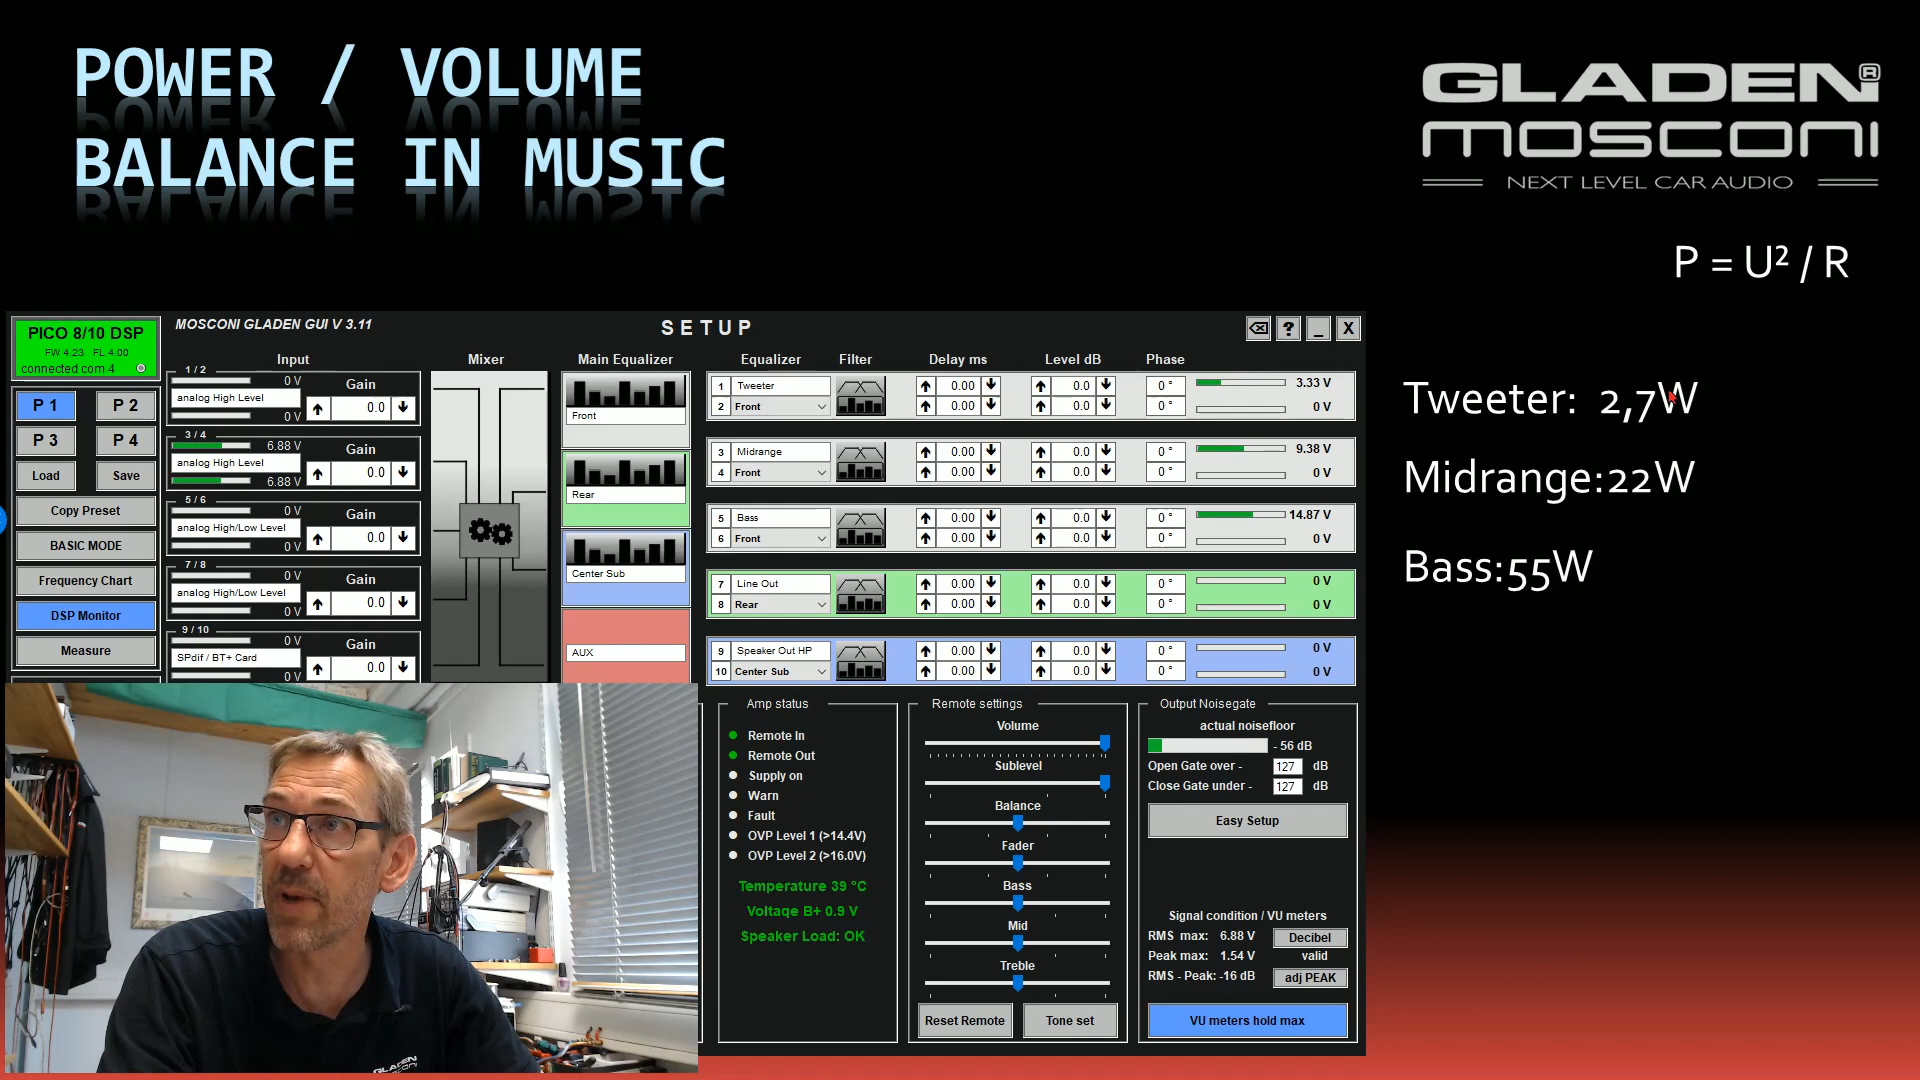 POWER / VOLUME
BALANCE IN MUSIC
GLADEN®
MOSCONI
NEXT LEVEL CAR AUDIO
P = U² / R
Tweeter: 2,7W
Midrange:22W
Bass:55W
PICO 8/10 DSP
FW 4.23 FL 4.00
connected com 4
MOSCONI GLADEN GUI V 3.11
SETUP
? _ X
P 1 P 2
P 3 P 4
Load Save
Copy Preset
BASIC MODE
Frequency Chart
DSP Monitor
Measure
Input
1 / 2
0 V
analog High Level
0 V
Gain
0.0
3 / 4
6.88 V
analog High Level
6.88 V
Gain
0.0
5 / 6
0 V
analog High/Low Level
0 V
Gain
0.0
7 / 8
0 V
analog High/Low Level
0 V
Gain
0.0
9 / 10
0 V
SPdif / BT+ Card
0 V
Gain
0.0
Mixer
Main Equalizer
Front
Rear
Center Sub
AUX
Equalizer Filter Delay ms Level dB Phase
1 Tweeter 0.00 0.0 0 ° 3.33 V
2 Front 0.00 0.0 0 ° 0 V
3 Midrange 0.00 0.0 0 ° 9.38 V
4 Front 0.00 0.0 0 ° 0 V
5 Bass 0.00 0.0 0 ° 14.87 V
6 Front 0.00 0.0 0 ° 0 V
7 Line Out 0.00 0.0 0 ° 0 V
8 Rear 0.00 0.0 0 ° 0 V
9 Speaker Out HP 0.00 0.0 0 ° 0 V
10 Center Sub 0.00 0.0 0 ° 0 V
Amp status
Remote In
Remote Out
Supply on
Warn
Fault
OVP Level 1 (>14.4V)
OVP Level 2 (>16.0V)
Temperature 39 °C
Voltage B+ 0.9 V
Speaker Load: OK
Remote settings
Volume
Sublevel
Balance
Fader
Bass
Mid
Treble
Reset Remote Tone set
Output Noisegate
actual noisefloor
- 56 dB
Open Gate over - 127 dB
Close Gate under - 127 dB
Easy Setup
Signal condition / VU meters
RMS max: 6.88 V Decibel
Peak max: 1.54 V valid
RMS - Peak: -16 dB adj PEAK
VU meters hold max
GLADEN
MOSCONI